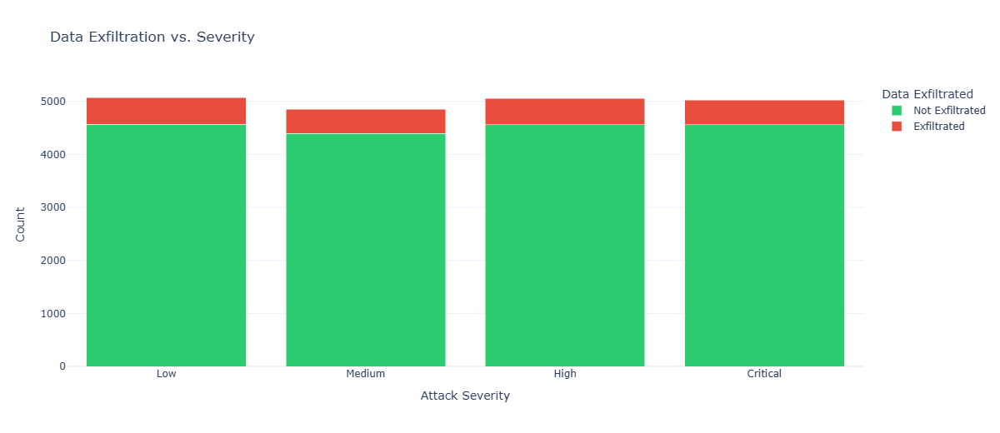 Data Exfiltration vs. Severity
Data Exfiltrated
Not Exfiltrated
Exfiltrated
5000
4000
3000
2000
1000
0
Count
Low
Medium
High
Critical
Attack Severity